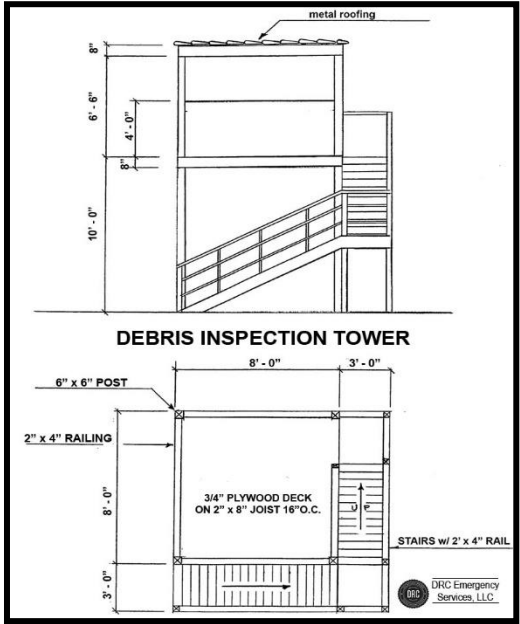 metal roofing
8"
6' - 6"
4' - 0"
8"
10' - 0"
DEBRIS INSPECTION TOWER
8' - 0"
3' - 0"
6" x 6" POST
2" x 4" RAILING
8' - 0"
3/4" PLYWOOD DECK
ON 2" x 8" JOIST 16"O.C.
UP
STAIRS w/ 2' x 4" RAIL
3' - 0"
DRC
DRC Emergency
Services, LLC